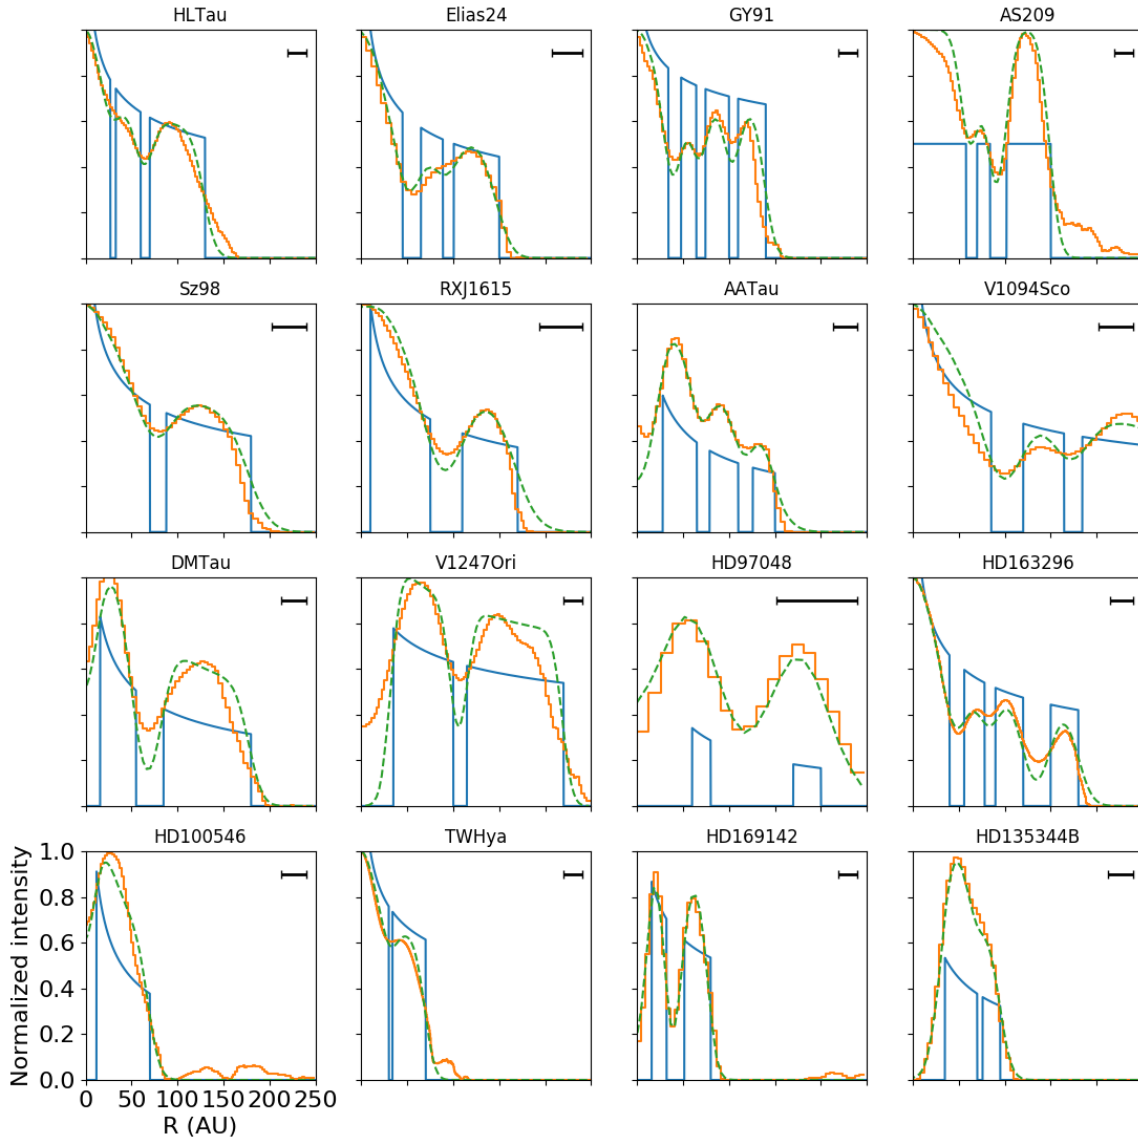 HLTau
Elias24
GY91
AS209
Sz98
RXJ1615
AATau
V1094Sco
DMTau
V1247Ori
HD97048
HD163296
HD100546
TWHya
HD169142
HD135344B
Normalized intensity
1.0
0.8
0.6
0.4
0.2
0.0
0 50 100 150 200 250
R (AU)